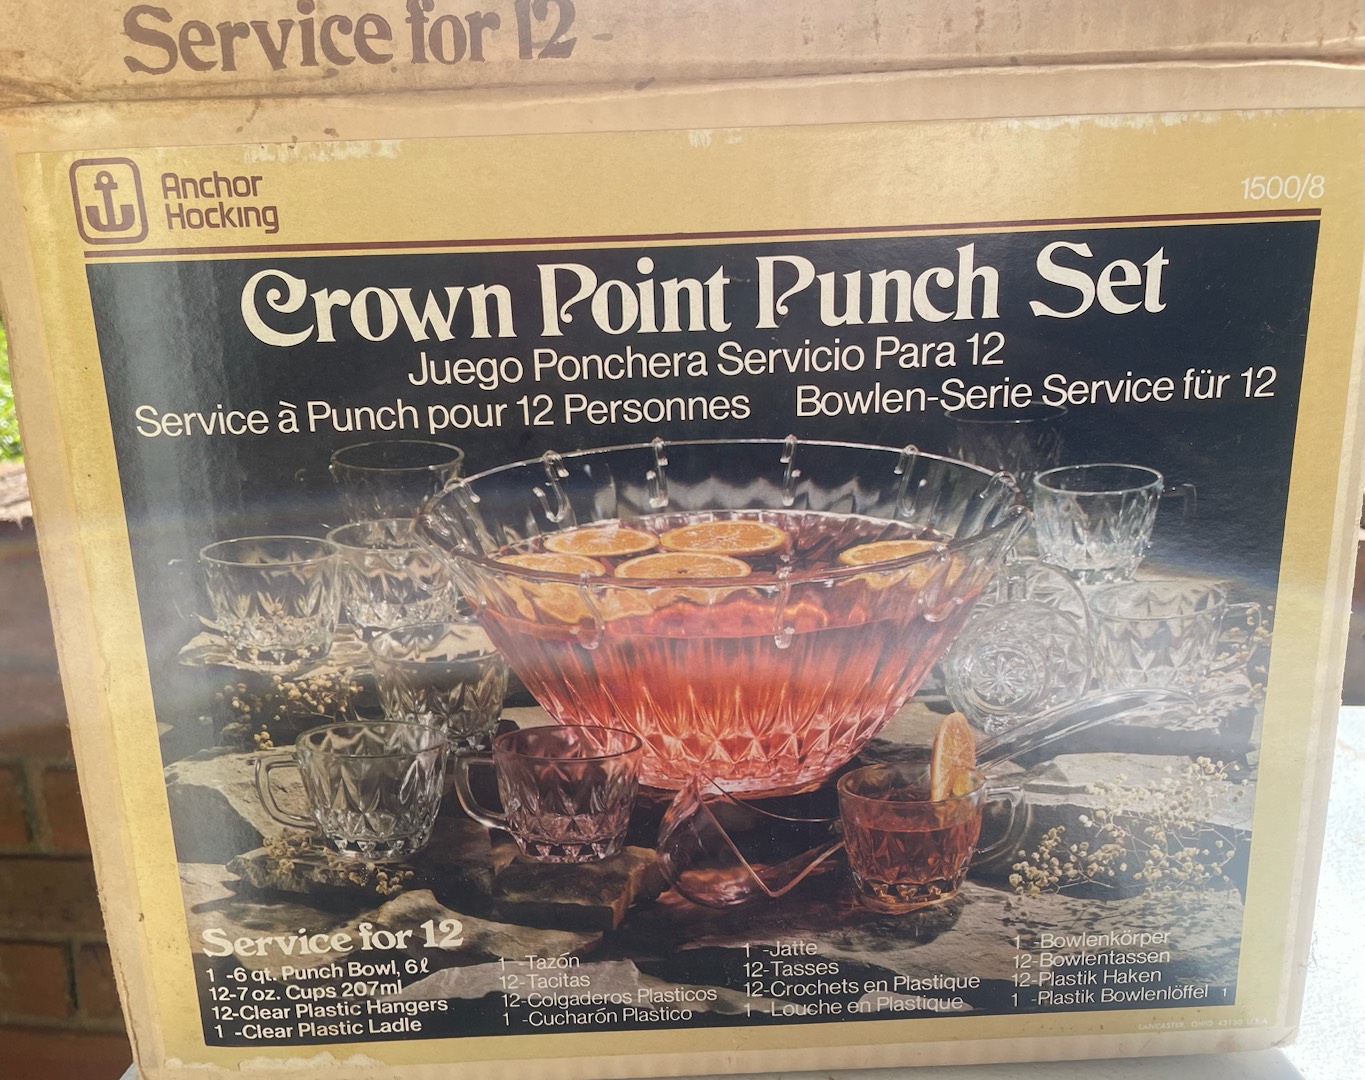 Service for 12
Anchor
Hocking
1500/8
Crown Point Punch Set
Juego Ponchera Servicio Para 12
Service à Punch pour 12 Personnes
Bowlen-Serie Service für 12
Service for 12
1 -6 qt. Punch Bowl, 6ℓ
12-7 oz. Cups 207ml
12-Clear Plastic Hangers
1 -Clear Plastic Ladle
1 -Tazón
12-Tacitas
12-Colgaderos Plasticos
1 -Cucharón Plastico
1 -Jatte
12-Tasses
12-Crochets en Plastique
1 -Louche en Plastique
1 -Bowlenkörper
12-Bowlentassen
12-Plastik Haken
1 -Plastik Bowlenlöffel
1
LANCASTER, OHIO 43130 U.S.A.